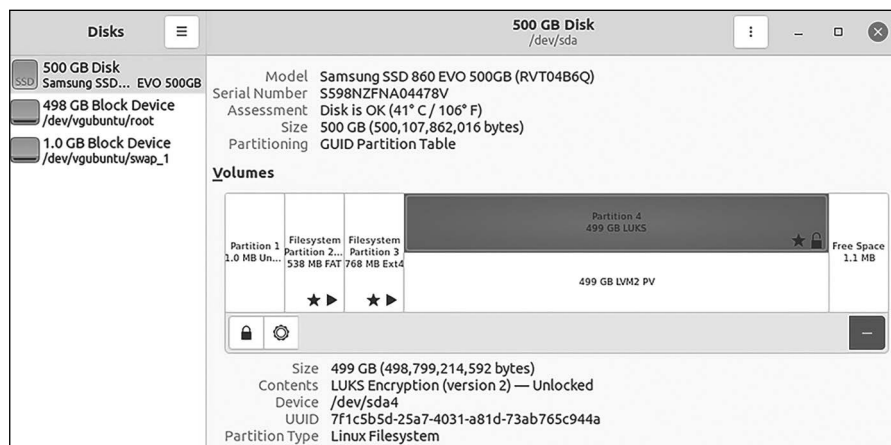 Disks
500 GB Disk
/dev/sda
500 GB Disk
SSD
Samsung SSD... EVO 500GB
498 GB Block Device
/dev/vgubuntu/root
1.0 GB Block Device
/dev/vgubuntu/swap_1
Model Samsung SSD 860 EVO 500GB (RVT04B6Q)
Serial Number S598NZFNA04478V
Assessment Disk is OK (41° C / 106° F)
Size 500 GB (500,107,862,016 bytes)
Partitioning GUID Partition Table
Volumes
Partition 1
1.0 MB Un...
Filesystem
Partition 2...
538 MB FAT
Filesystem
Partition 3
768 MB Ext4
Partition 4
499 GB LUKS
499 GB LVM2 PV
Free Space
1.1 MB
Size 499 GB (498,799,214,592 bytes)
Contents LUKS Encryption (version 2) — Unlocked
Device /dev/sda4
UUID 7f1c5b5d-25a7-4031-a81d-73ab765c944a
Partition Type Linux Filesystem